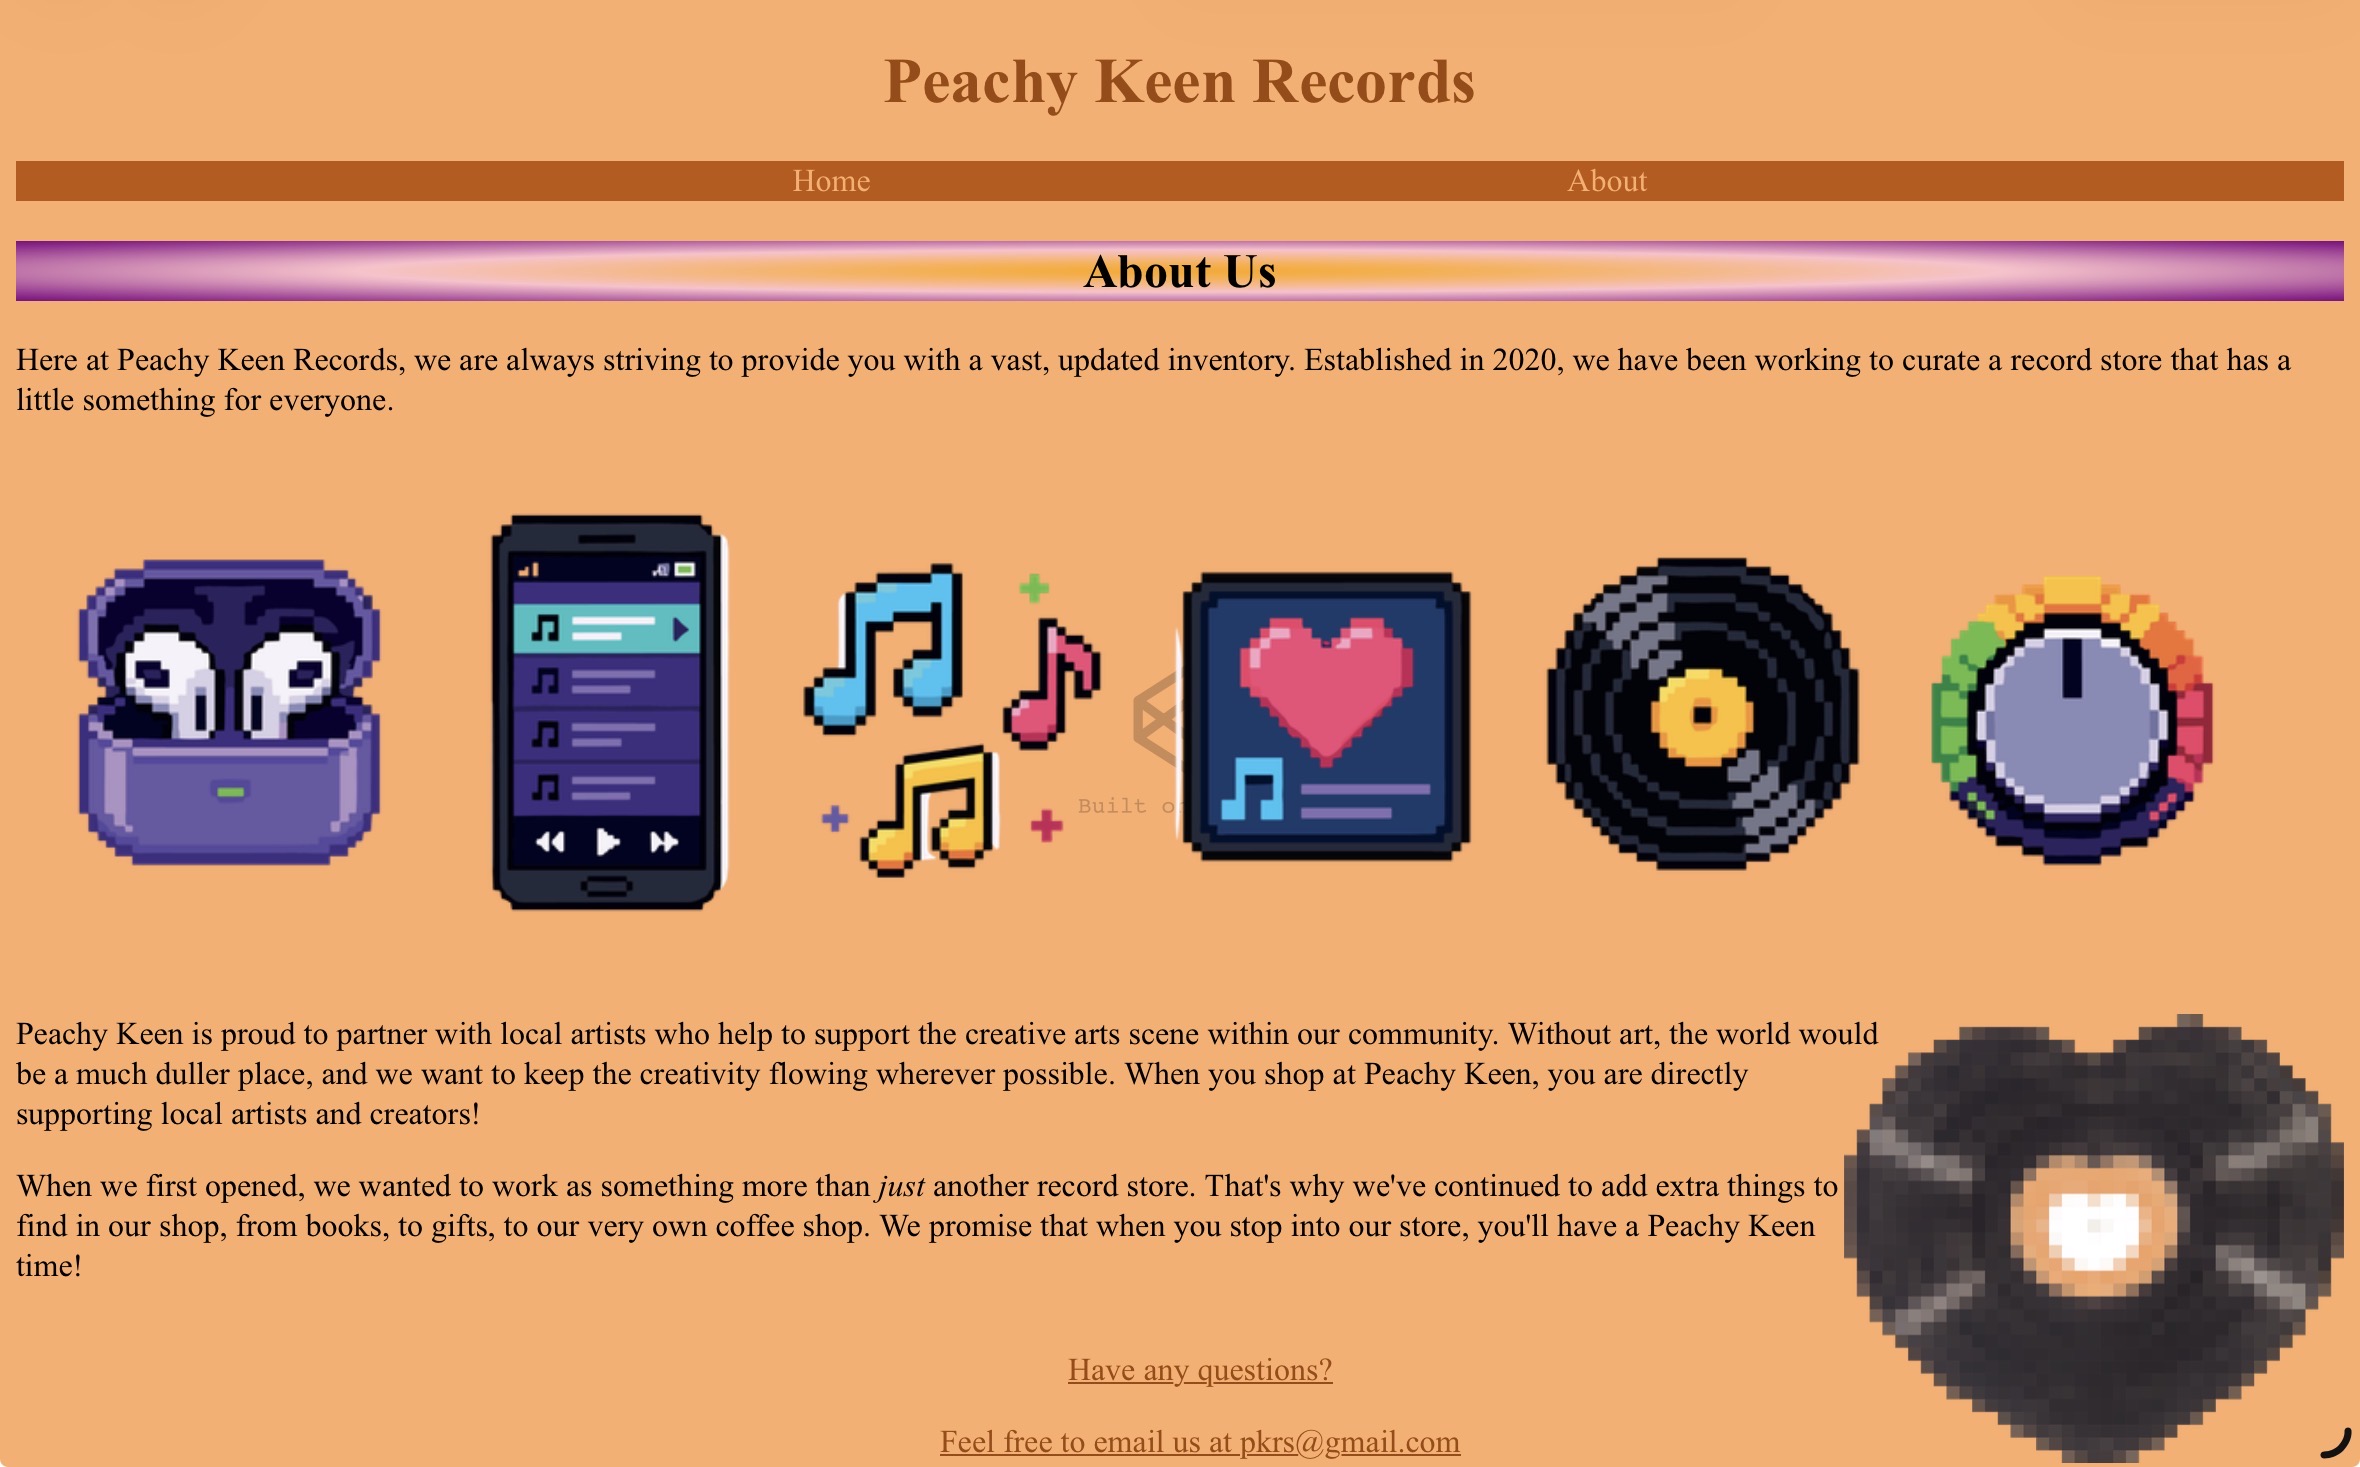 Peachy Keen Records
Home About
About Us
Here at Peachy Keen Records, we are always striving to provide you with a vast, updated inventory. Established in 2020, we have been working to curate a record store that has a
little something for everyone.
Built
Peachy Keen is proud to partner with local artists who help to support the creative arts scene within our community. Without art, the world would
be a much duller place, and we want to keep the creativity flowing wherever possible. When you shop at Peachy Keen, you are directly
supporting local artists and creators!
When we first opened, we wanted to work as something more than just another record store. That's why we've continued to add extra things to
find in our shop, from books, to gifts, to our very own coffee shop. We promise that when you stop into our store, you'll have a Peachy Keen
time!
Have any questions?
Feel free to email us at pkrs@gmail.com